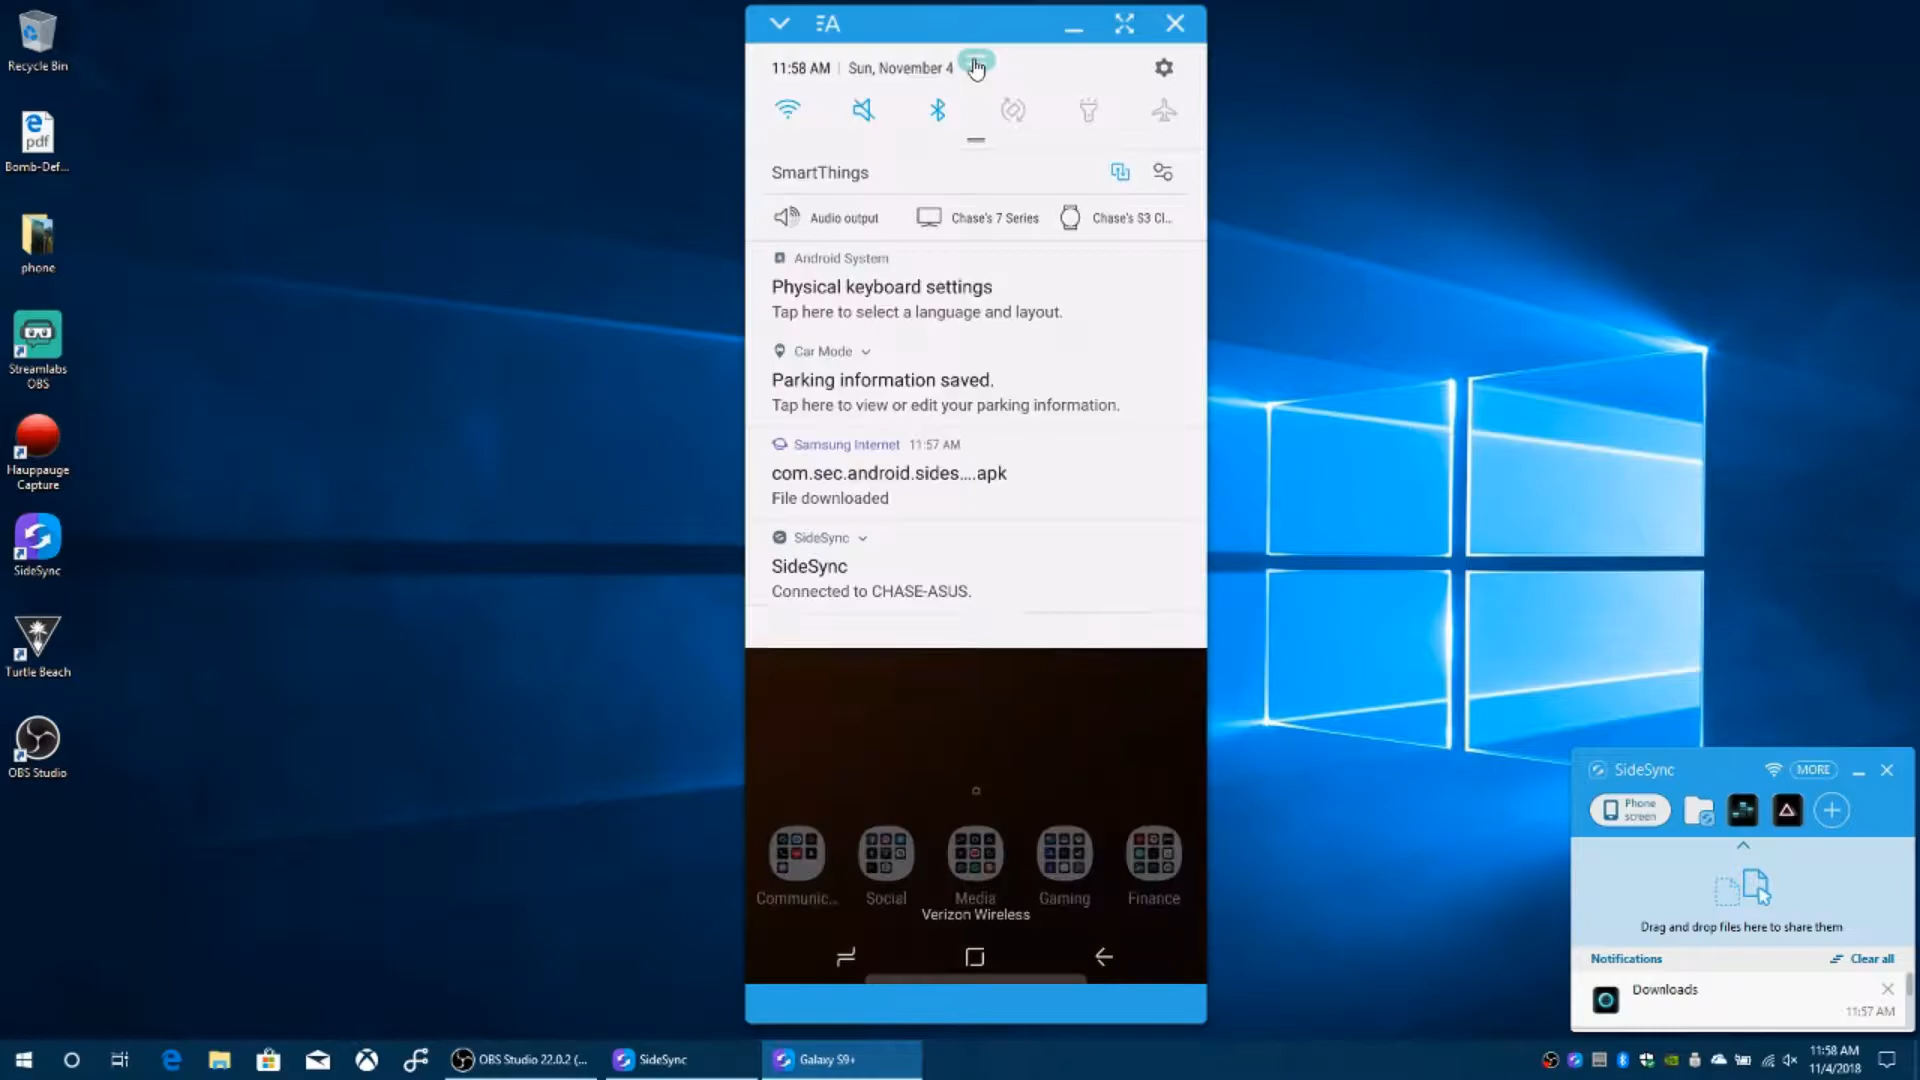 Recycle Bin
pdf
Bomb-Def...
phone
Streamlabs
OBS
Hauppauge
Capture
SideSync
Turtle Beach
OBS Studio
A
11:58 AM | Sun, November 4
SmartThings
Audio output
Chase's 7 Series
Chase's S3 Cl...
Android System
Physical keyboard settings
Tap here to select a language and layout.
Car Mode
Parking information saved.
Tap here to view or edit your parking information.
Samsung Internet 11:57 AM
com.sec.android.sides....apk
File downloaded
SideSync
SideSync
Connected to CHASE-ASUS.
Communic...
Social
Media
Gaming
Finance
Verizon Wireless
SideSync
MORE
Phone
screen
Drag and drop files here to share them
Notifications
Clear all
Downloads
11:57 AM
OBS Studio 22.0.2 (...
SideSync
Galaxy S9+
11:58 AM
11/4/2018